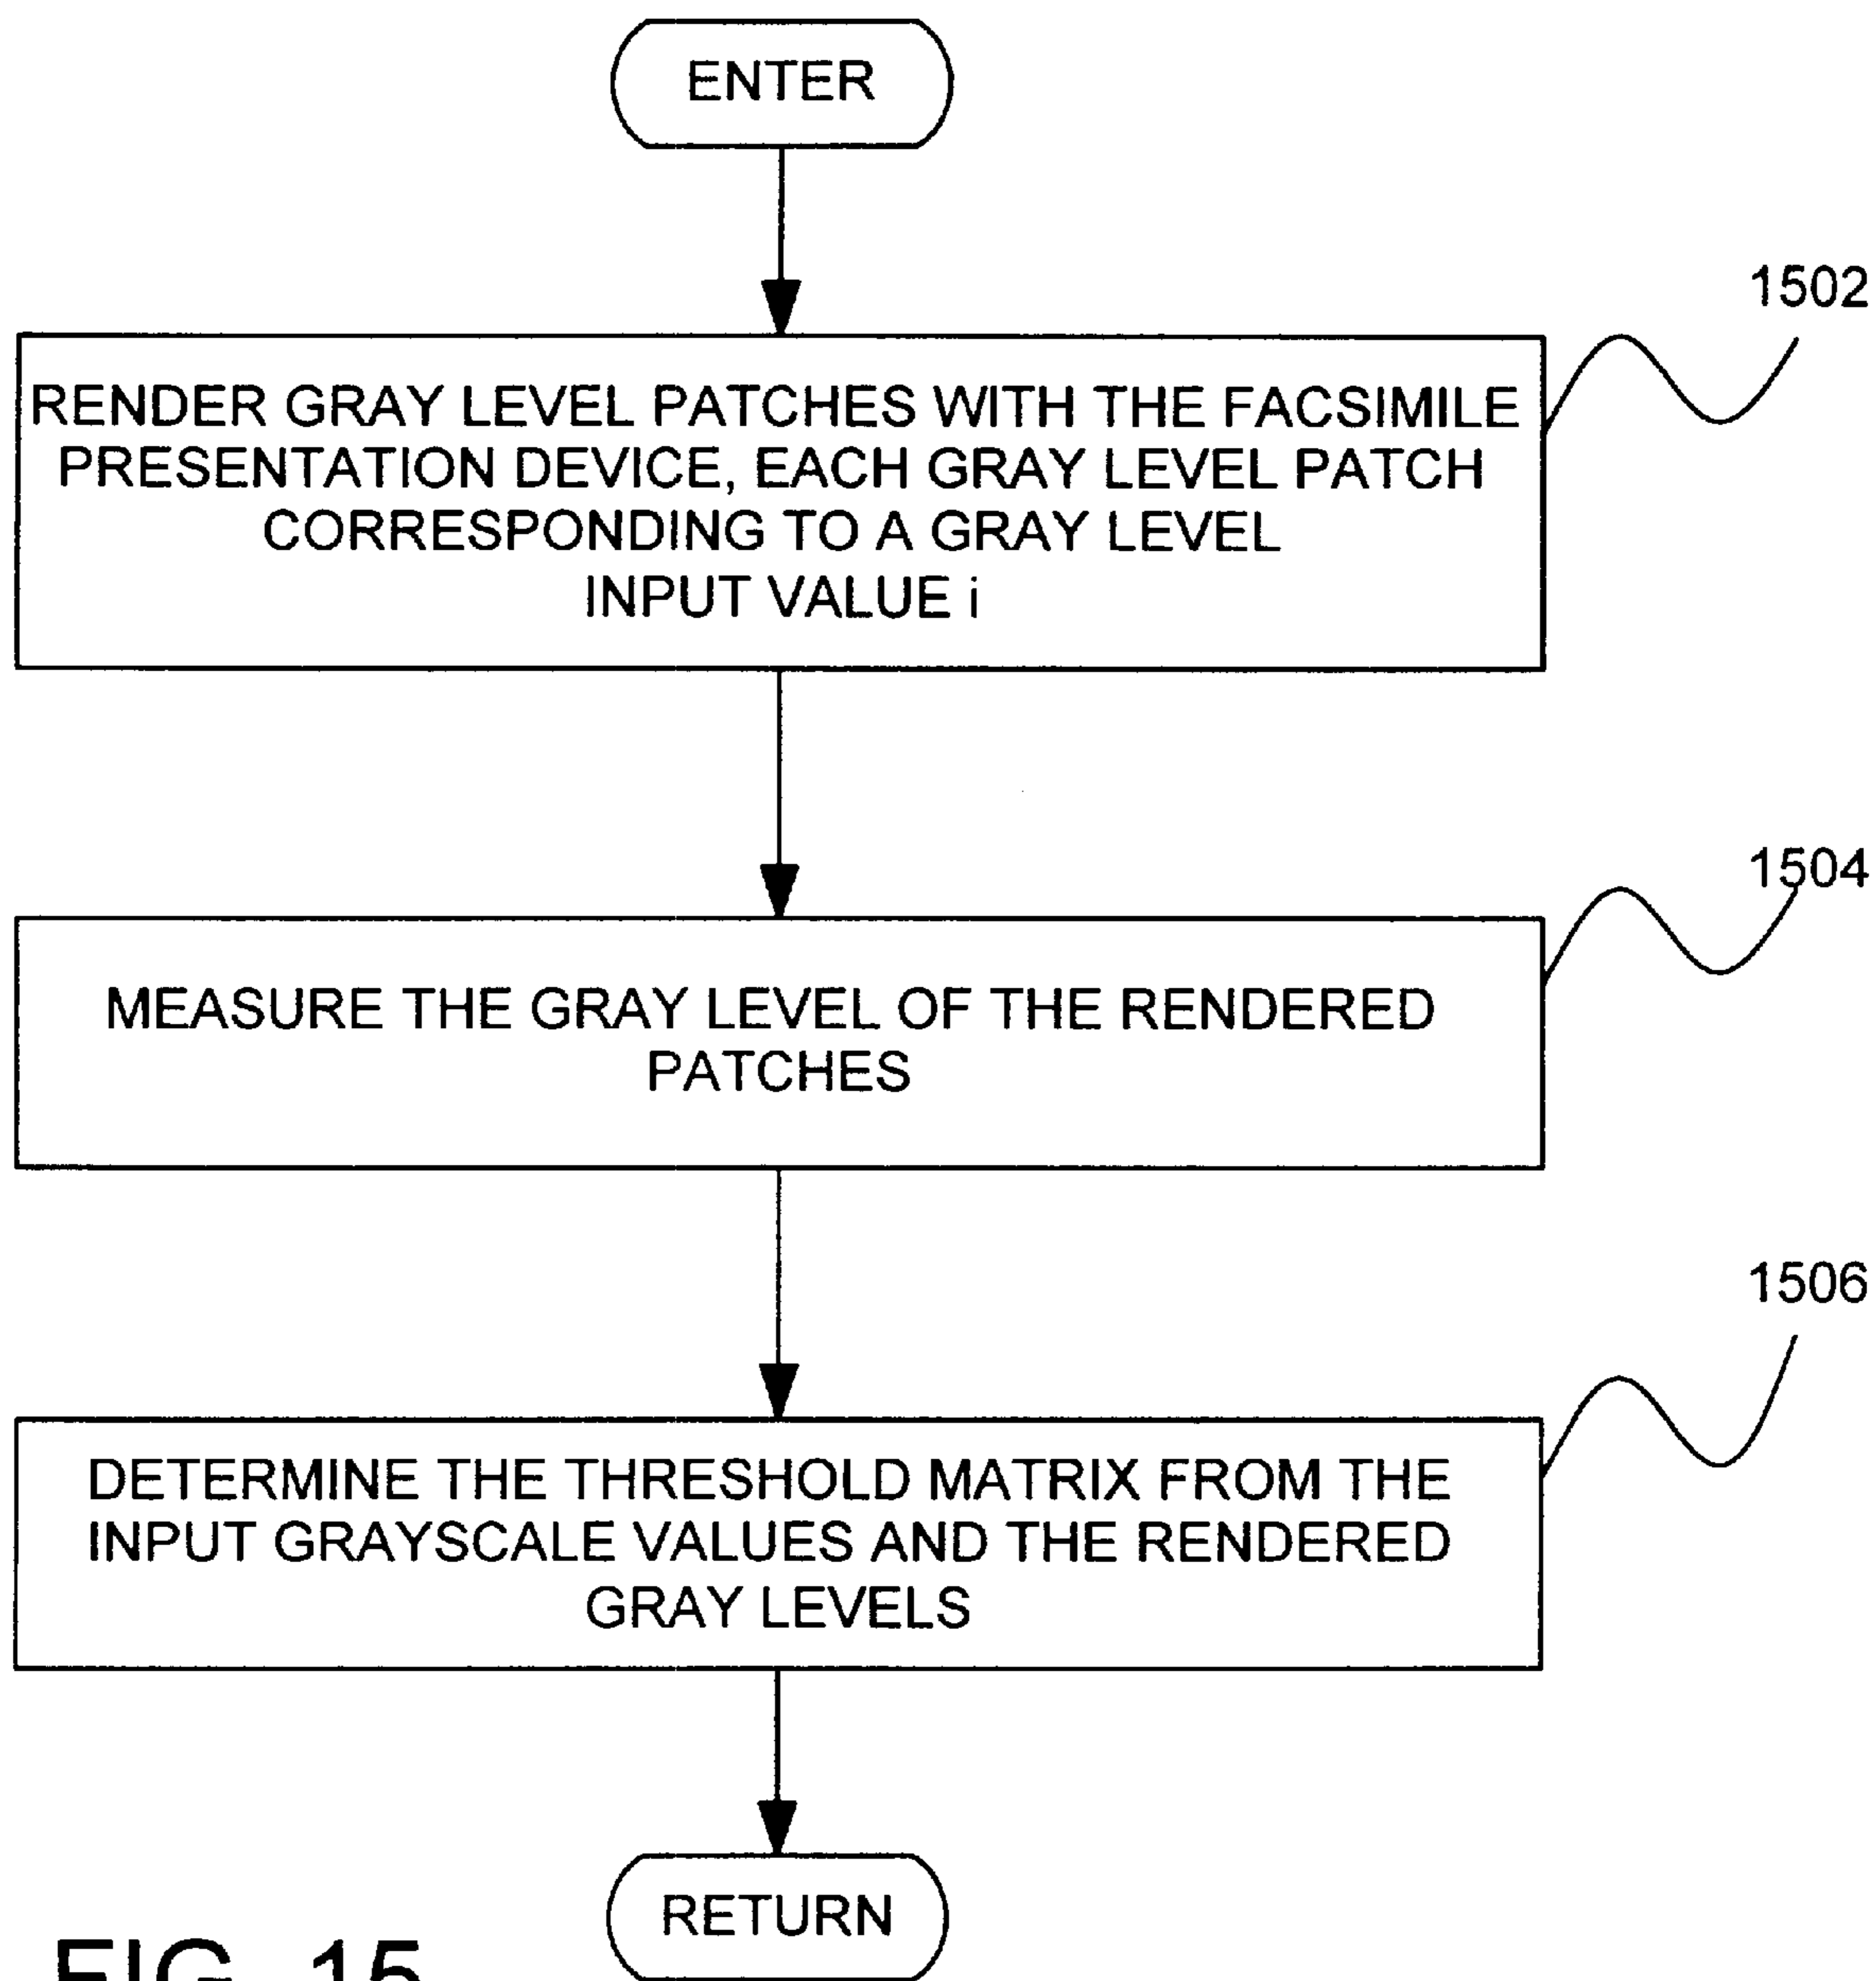 ENTER
1502
RENDER GRAY LEVEL PATCHES WITH THE FACSIMILE
PRESENTATION DEVICE, EACH GRAY LEVEL PATCH
CORRESPONDING TO A GRAY LEVEL
INPUT VALUE i
1504
MEASURE THE GRAY LEVEL OF THE RENDERED
PATCHES
1506
DETERMINE THE THRESHOLD MATRIX FROM THE
INPUT GRAYSCALE VALUES AND THE RENDERED
GRAY LEVELS
RETURN
FIG. 15